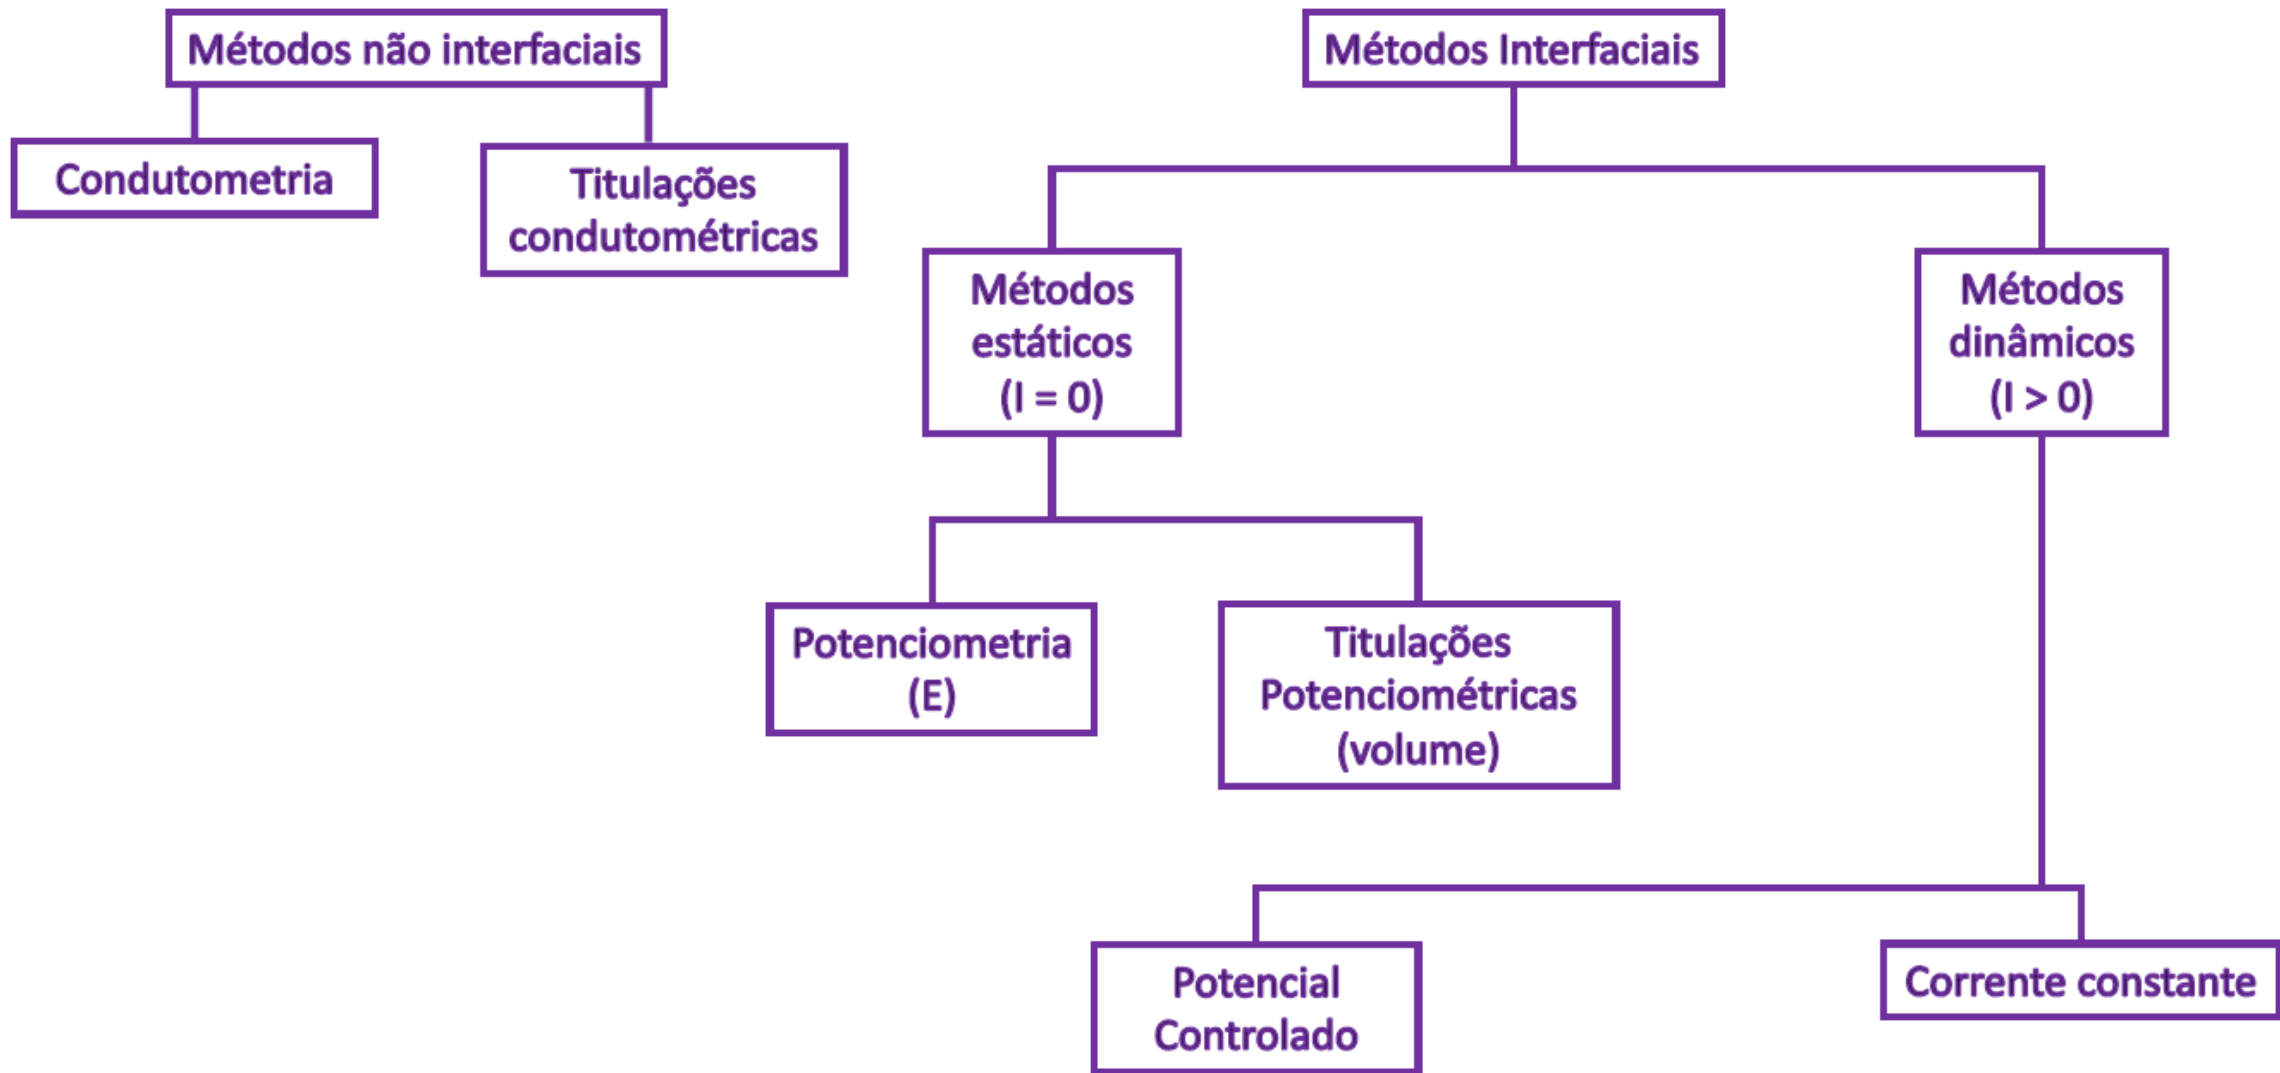 Métodos não interfaciais
Métodos Interfaciais
Condutometria
Titulações
condutométricas
Métodos
estáticos
(I = 0)
Métodos
dinâmicos
(I > 0)
Potenciometria
(E)
Titulações
Potenciométricas
(volume)
Potencial
Controlado
Corrente constante